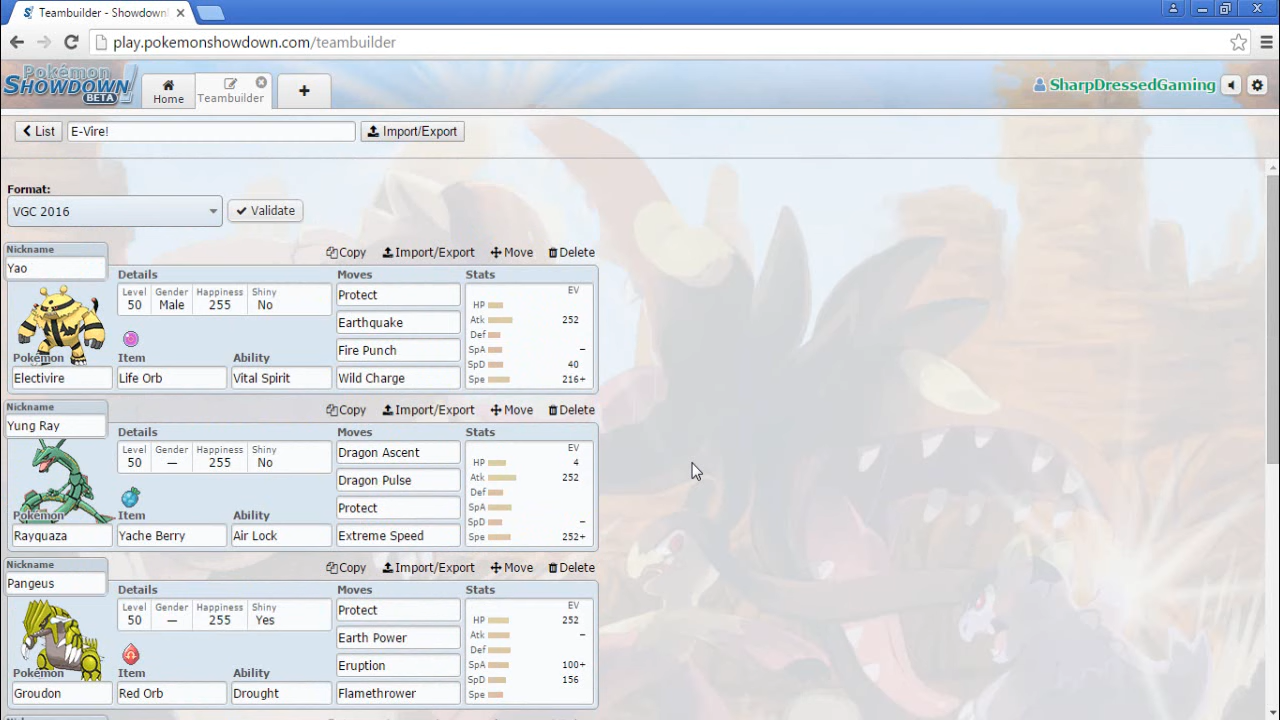 Teambuilder - Showdown!
play.pokemonshowdown.com/teambuilder
Pokémon
SHOWDOWN!
BETA
Home
Teambuilder
SharpDressedGaming
List
E-Vire!
Import/Export
Format:
VGC 2016
Validate
Nickname
Yao
Copy Import/Export Move Delete
Details Moves Stats
Level Gender Happiness Shiny
50 Male 255 No
Protect
Earthquake
Fire Punch
Wild Charge
EV
HP
Atk 252
Def
SpA –
SpD 40
Spe 216+
Pokémon Item Ability
Electivire Life Orb Vital Spirit
Nickname
Yung Ray
Copy Import/Export Move Delete
Details Moves Stats
Level Gender Happiness Shiny
50 — 255 No
Dragon Ascent
Dragon Pulse
Protect
Extreme Speed
EV
HP 4
Atk 252
Def
SpA
SpD –
Spe 252+
Pokémon Item Ability
Rayquaza Yache Berry Air Lock
Nickname
Pangeus
Copy Import/Export Move Delete
Details Moves Stats
Level Gender Happiness Shiny
50 — 255 Yes
Protect
Earth Power
Eruption
Flamethrower
EV
HP 252
Atk –
Def
SpA 100+
SpD 156
Spe
Pokémon Item Ability
Groudon Red Orb Drought